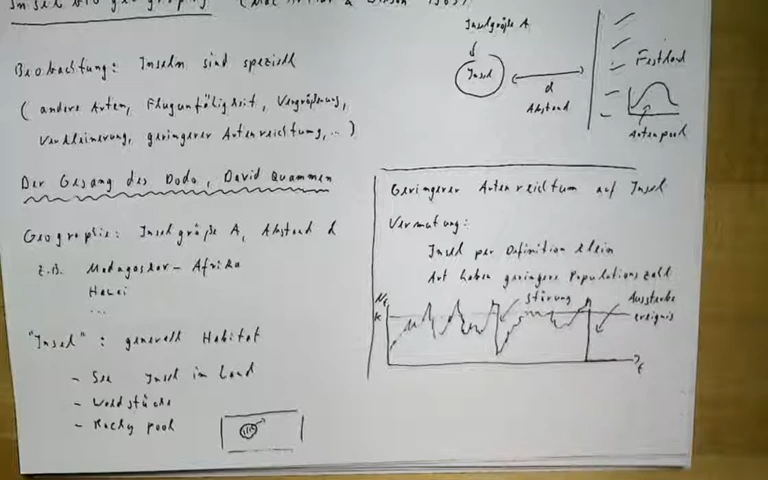 Inselbiogeographie (MacArthur & Wilson 1963)
Beobachtung: Inseln sind speziell
( andere Arten, Flugunfähigkeit, Vergrößerung,
Verkleinerung, geringerer Artenreichtum, ... )
Der Gesang des Dodo, David Quammen
Geographie: Inselgröße A, Abstand d
z.B. Madagaskar - Afrika
Hawai
...
"Insel" : generell Habitat
- See Insel im Land
- Waldstücke
- Rocky pool
Inselgröße A
Insel
d
Abstand
Festland
Artenpool
Geringerer Artenreichtum auf Insel
Vermutung:
Insel per Definition klein
Art haben geringere Populationszahl
Störung
Aussterbe
ereignis
K
t